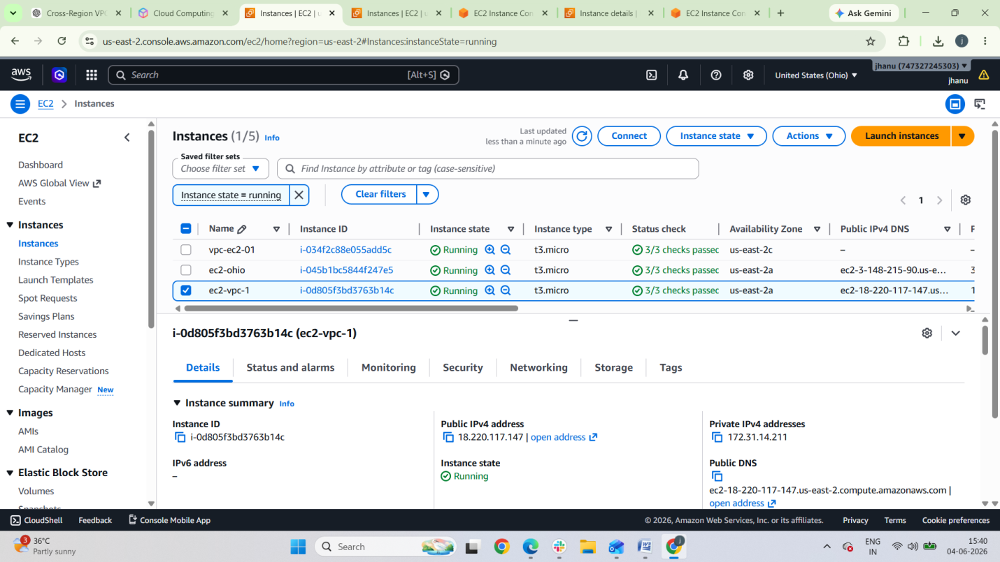 Cross-Region VPC
Cloud Computing
Instances | EC2 | u
Instances | EC2 | u
EC2 Instance Con
Instance details |
EC2 Instance Con
Ask Gemini
us-east-2.console.aws.amazon.com/ec2/home?region=us-east-2#Instances:instanceState=running
j
aws
Search
[Alt+S]
United States (Ohio)
jhanu (747327245303)
jhanu
EC2
Instances
EC2
Dashboard
AWS Global View
Events
Instances
Instances
Instance Types
Launch Templates
Spot Requests
Savings Plans
Reserved Instances
Dedicated Hosts
Capacity Reservations
Capacity Manager New
Images
AMIs
AMI Catalog
Elastic Block Store
Volumes
Snapshots
Instances (1/5) Info
Last updated
less than a minute ago
Connect
Instance state
Actions
Launch instances
Saved filter sets
Choose filter set
Find Instance by attribute or tag (case-sensitive)
Instance state = running
Clear filters
1
Name Instance ID Instance state Instance type Status check Availability Zone Public IPv4 DNS P
vpc-ec2-01 i-034f2c88e055add5c Running t3.micro 3/3 checks passed us-east-2c – –
ec2-ohio i-045b1bc5844f247e5 Running t3.micro 3/3 checks passed us-east-2a ec2-3-148-215-90.us-e... 3
ec2-vpc-1 i-0d805f3bd3763b14c Running t3.micro 3/3 checks passed us-east-2a ec2-18-220-117-147.us... 1
i-0d805f3bd3763b14c (ec2-vpc-1)
Details
Status and alarms
Monitoring
Security
Networking
Storage
Tags
Instance summary Info
Instance ID
i-0d805f3bd3763b14c
Public IPv4 address
18.220.117.147 | open address
Private IPv4 addresses
172.31.14.211
IPv6 address
–
Instance state
Running
Public DNS
ec2-18-220-117-147.us-east-2.compute.amazonaws.com |
open address
CloudShell
Feedback
Console Mobile App
© 2026, Amazon Web Services, Inc. or its affiliates.
Privacy
Terms
Cookie preferences
3
36°C
Partly sunny
Search
j
ENG
IN
15:40
04-06-2026